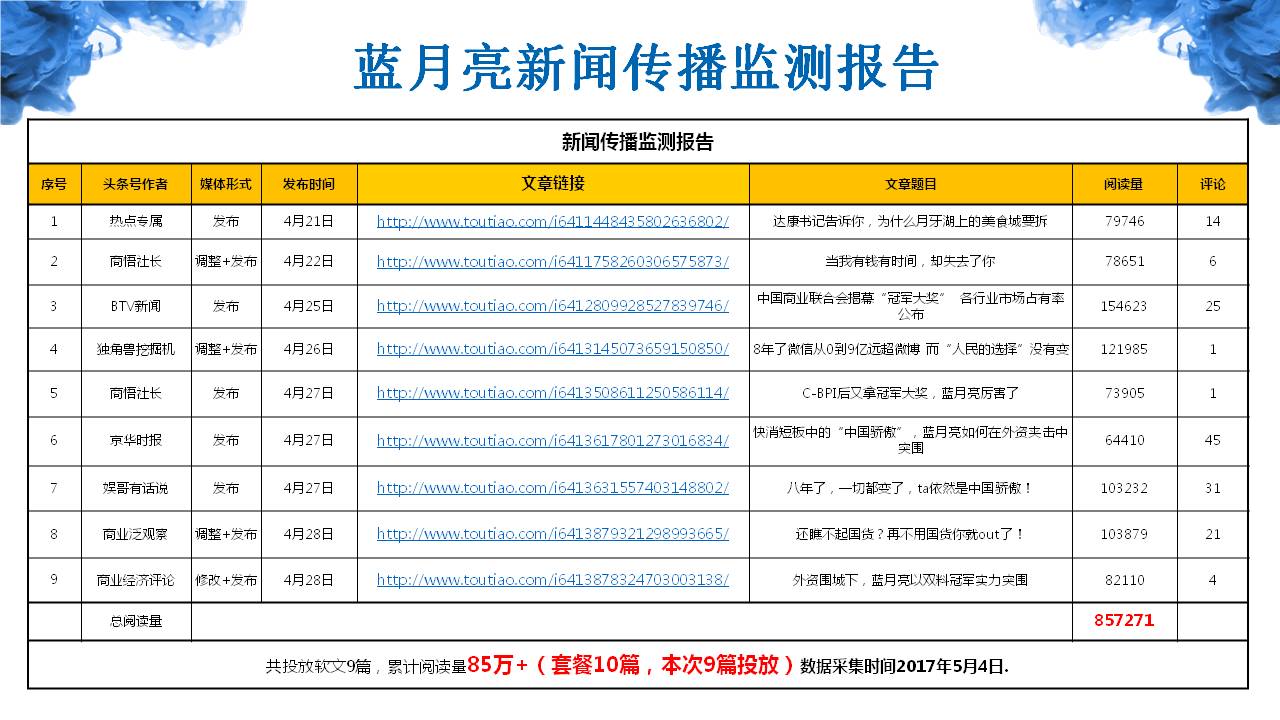 蓝月亮新闻传播监测报告
新闻传播监测报告
序号 头条号作者 媒体形式 发布时间 文章链接 文章题目 阅读量 评论
1 热点专属 发布 4月21日 http://www.toutiao.com/i6411448435802636802/ 达康书记告诉你，为什么月牙湖上的美食城要拆 79746 14
2 商悟社长 调整+发布 4月22日 http://www.toutiao.com/i6411758260306575873/ 当我有钱有时间，却失去了你 78651 6
3 BTV新闻 发布 4月25日 http://www.toutiao.com/i6412809928527839746/ 中国商业联合会揭幕“冠军大奖” 各行业市场占有率
公布 154623 25
4 独角兽挖掘机 调整+发布 4月26日 http://www.toutiao.com/i6413145073659150850/ 8年了微信从0到9亿远超微博 而“人民的选择”没有变 121985 1
5 商悟社长 发布 4月27日 http://www.toutiao.com/i6413508611250586114/ C-BPI后又拿冠军大奖，蓝月亮厉害了 73905 1
6 京华时报 发布 4月27日 http://www.toutiao.com/i6413617801273016834/ 快消短板中的“中国骄傲”，蓝月亮如何在外资夹击中
突围 64410 45
7 娱哥有话说 发布 4月27日 http://www.toutiao.com/i6413631557403148802/ 八年了，一切都变了，ta依然是中国骄傲！ 103232 31
8 商业泛观察 调整+发布 4月28日 http://www.toutiao.com/i6413879321298993665/ 还瞧不起国货？再不用国货你就out了！ 103879 21
9 商业经济评论 修改+发布 4月28日 http://www.toutiao.com/i6413878324703003138/ 外资围城下，蓝月亮以双料冠军实力突围 82110 4
总阅读量 857271
共投放软文9篇，累计阅读量85万+（套餐10篇，本次9篇投放）数据采集时间2017年5月4日.